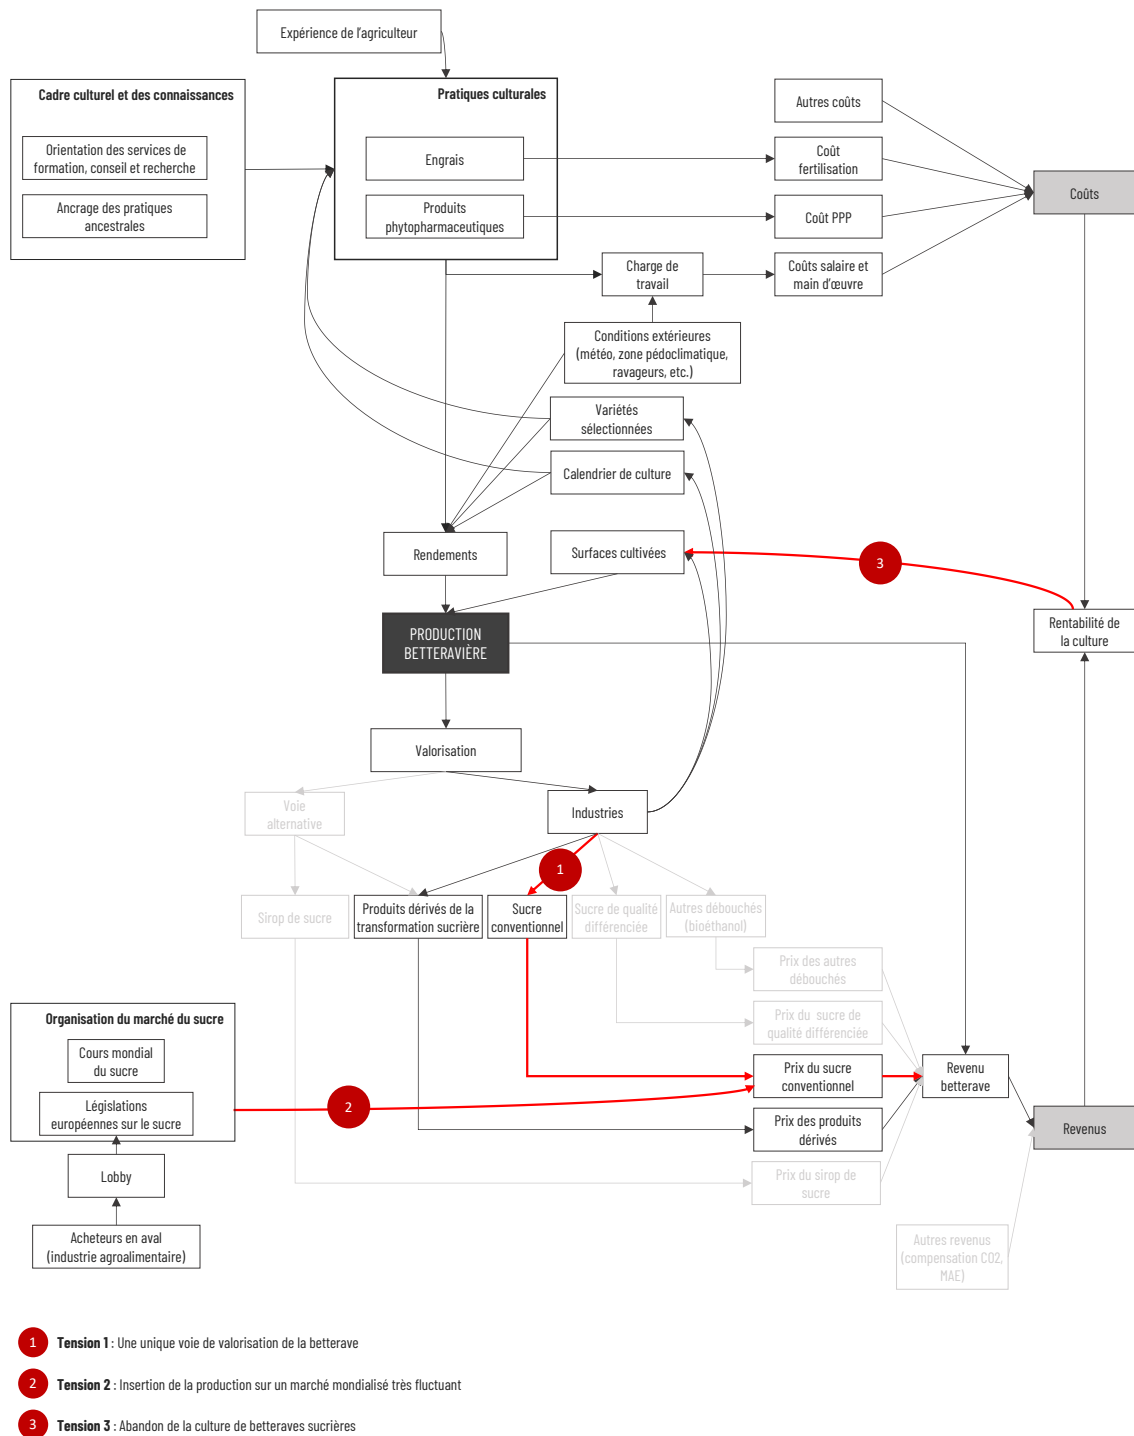 Expérience de l'agriculteur
Cadre culturel et des connaissances
Orientation des services de
formation, conseil et recherche
Ancrage des pratiques
ancestrales
Pratiques culturales
Engrais
Produits
phytopharmaceutiques
Autres coûts
Coût
fertilisation
Coût PPP
Coûts salaire et
main d'œuvre
Coûts
Charge de
travail
Conditions extérieures
(météo, zone pédoclimatique,
ravageurs, etc.)
Variétés
sélectionnées
Calendrier de culture
Rendements
Surfaces cultivées
3
PRODUCTION
BETTERAVIÈRE
Rentabilité de
la culture
Valorisation
Voie
alternative
Industries
1
Sirop de sucre
Produits dérivés de la
transformation sucrière
Sucre
conventionnel
Sucre de qualité
différenciée
Autres débouchés
(bioéthanol)
Prix des autres
débouchés
Prix du sucre de
qualité différenciée
Prix du sucre
conventionnel
Prix des produits
dérivés
Prix du sirop de
sucre
Revenu
betterave
Revenus
Autres revenus
(compensation CO2,
MAE)
Organisation du marché du sucre
Cours mondial
du sucre
Législations
européennes sur le sucre
2
Lobby
Acheteurs en aval
(industrie agroalimentaire)
1 Tension 1 : Une unique voie de valorisation de la betterave
2 Tension 2 : Insertion de la production sur un marché mondialisé très fluctuant
3 Tension 3 : Abandon de la culture de betteraves sucrières